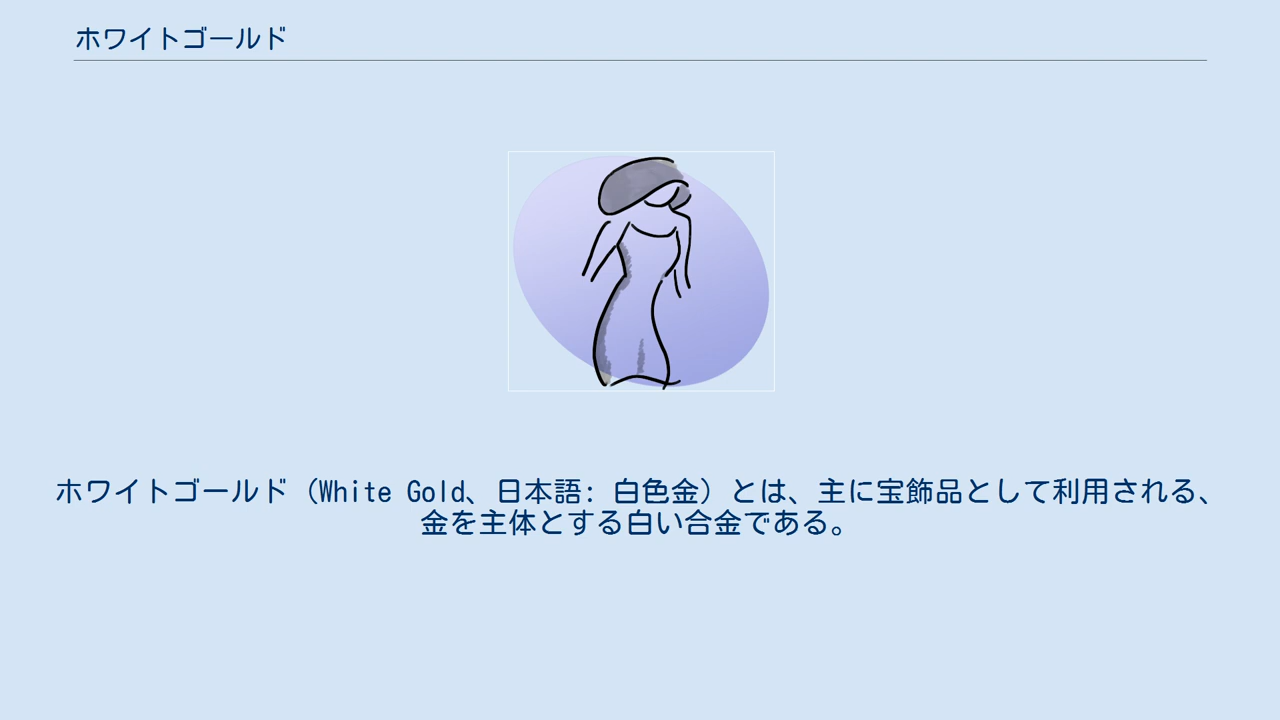 ホワイトゴールド
ホワイトゴールド（White Gold、日本語: 白色金）とは、主に宝飾品として利用される、
金を主体とする白い合金である。